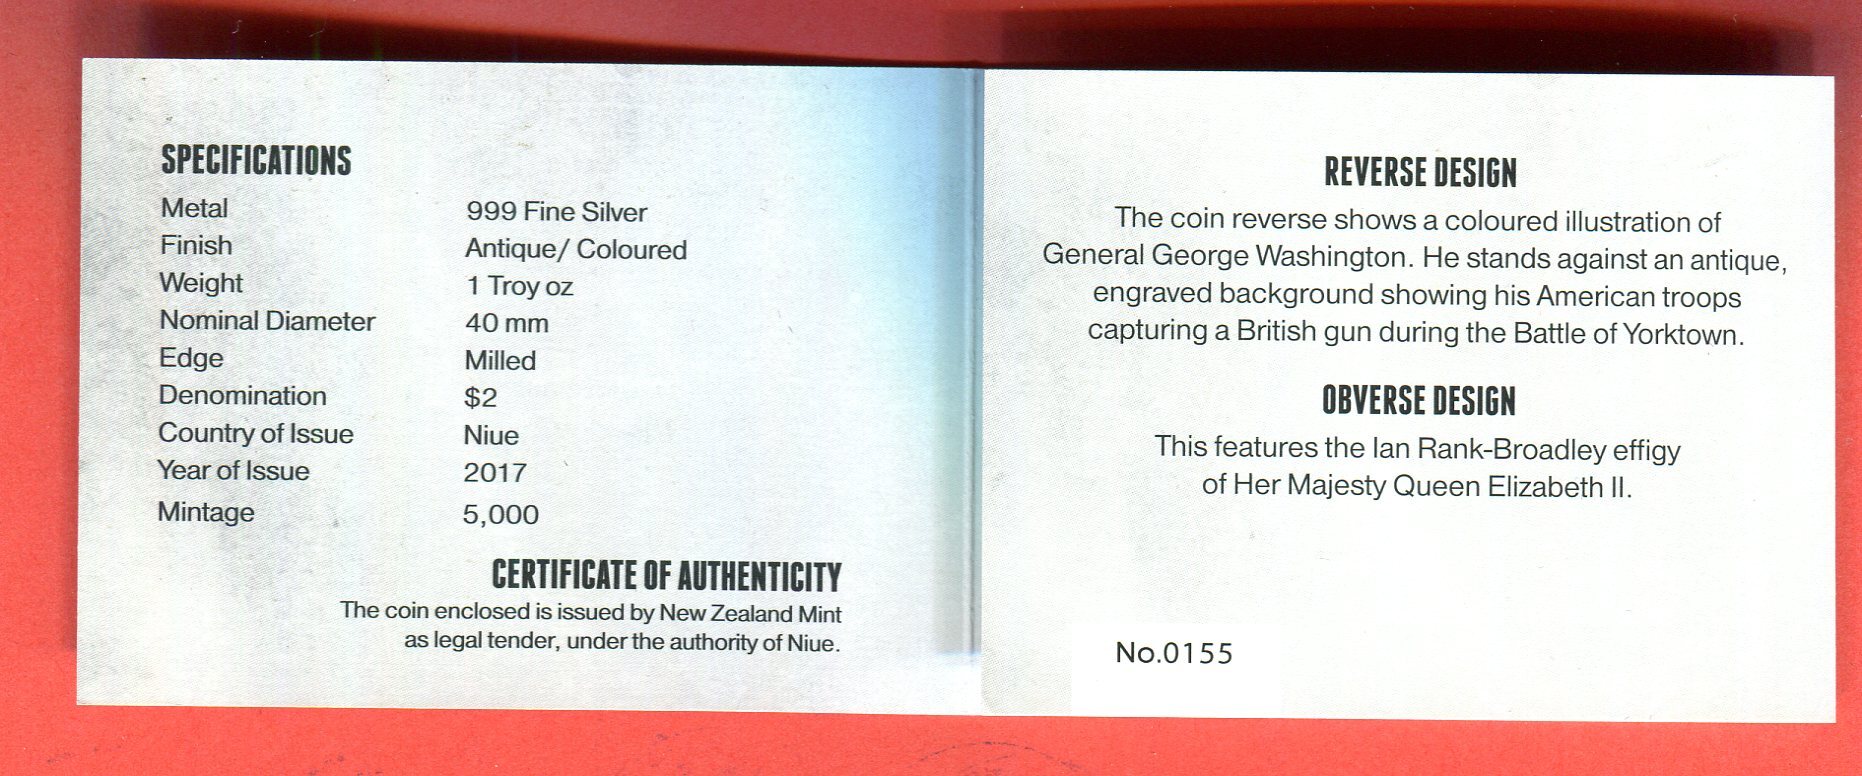 SPECIFICATIONS
Metal 999 Fine Silver
Finish Antique/ Coloured
Weight 1 Troy oz
Nominal Diameter 40 mm
Edge Milled
Denomination $2
Country of Issue Niue
Year of Issue 2017
Mintage 5,000
CERTIFICATE OF AUTHENTICITY
The coin enclosed is issued by New Zealand Mint
as legal tender, under the authority of Niue.
REVERSE DESIGN
The coin reverse shows a coloured illustration of
General George Washington. He stands against an antique,
engraved background showing his American troops
capturing a British gun during the Battle of Yorktown.
OBVERSE DESIGN
This features the Ian Rank-Broadley effigy
of Her Majesty Queen Elizabeth II.
No.0155